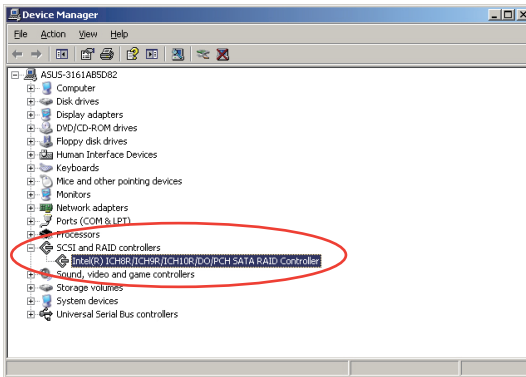 Device Manager
File Action View Help
ASUS-3161AB5D82
Computer
Disk drives
Display adapters
DVD/CD-ROM drives
Floppy disk drives
Human Interface Devices
Keyboards
Mice and other pointing devices
Monitors
Network adapters
Ports (COM & LPT)
Processors
SCSI and RAID controllers
Intel(R) ICH8R/ICH9R/ICH10R/DO/PCH SATA RAID Controller
Sound, video and game controllers
Storage volumes
System devices
Universal Serial Bus controllers